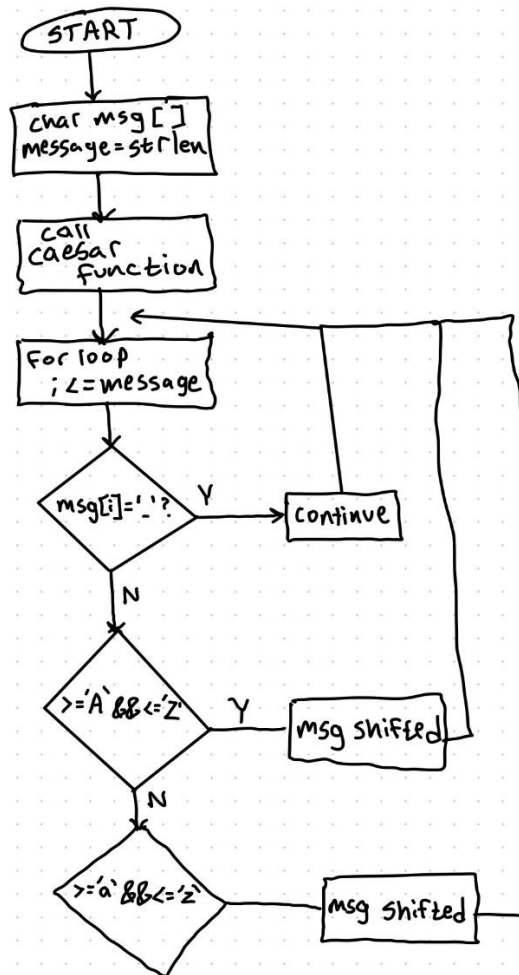 START
char msg[']
message=strlen
call
caesar
function
For loop
i <=message
msg[i]='_'?
Y
continue
N
>='A'&&<='Z'
Y
msg shifted
N
>='a'&&<='z'
msg shifted